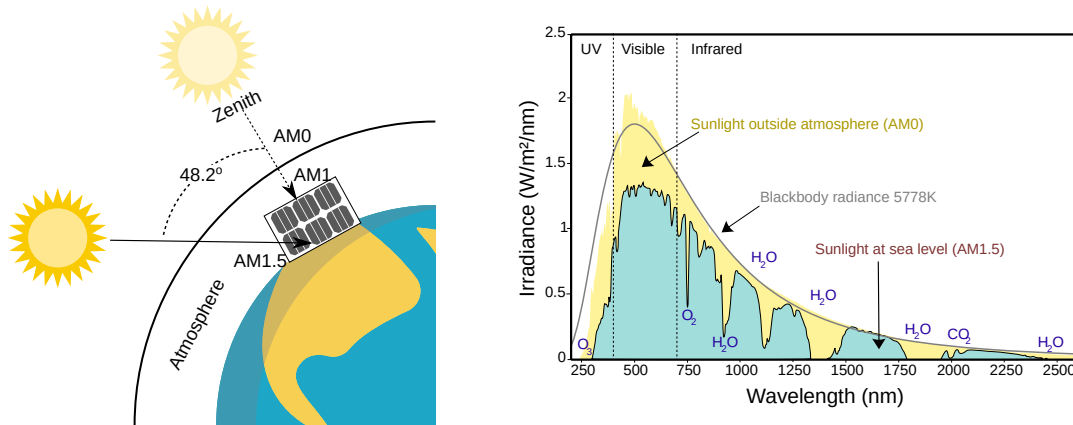 Zenith
AM0
48.2º
AM1
AM1.5
Atmosphere
2.5
UV
Visible
Infrared
2
Sunlight outside atmosphere (AM0)
1.5
Blackbody radiance 5778K
1
Sunlight at sea level (AM1.5)
H₂O
H₂O
0.5
O₂
H₂O
CO₂
O₃
H₂O
H₂O
0
250
500
750
1000
1250
1500
1750
2000
2250
2500
Wavelength (nm)
Irradiance (W/m²/nm)